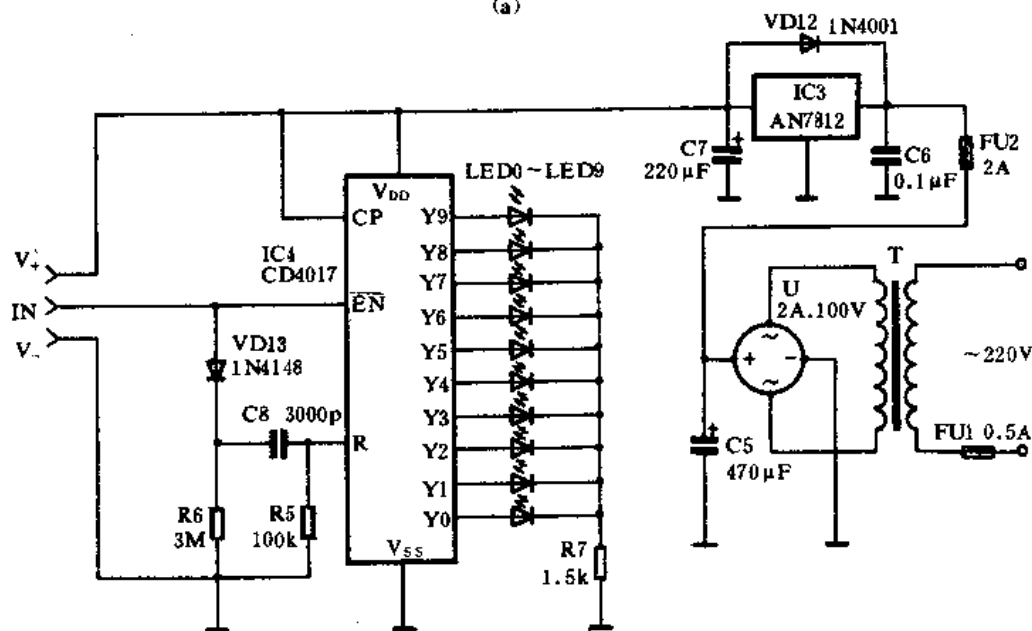 (a)
VD12 1N4001
IC3
AN7812
C7
+
220μF
C6
0.1μF
FU2
2A
LED0~LED9
VDD
CP
Y9
Y8
Y7
Y6
Y5
Y4
Y3
Y2
Y1
Y0
IC4
CD4017
EN
R
VSS
V+
IN
V-
VD13
1N4148
C8 3000p
R6
3M
R5
100k
R7
1.5k
T
U
2A.100V
~
+
-
~
~220V
FU1 0.5A
+
C5
470μF